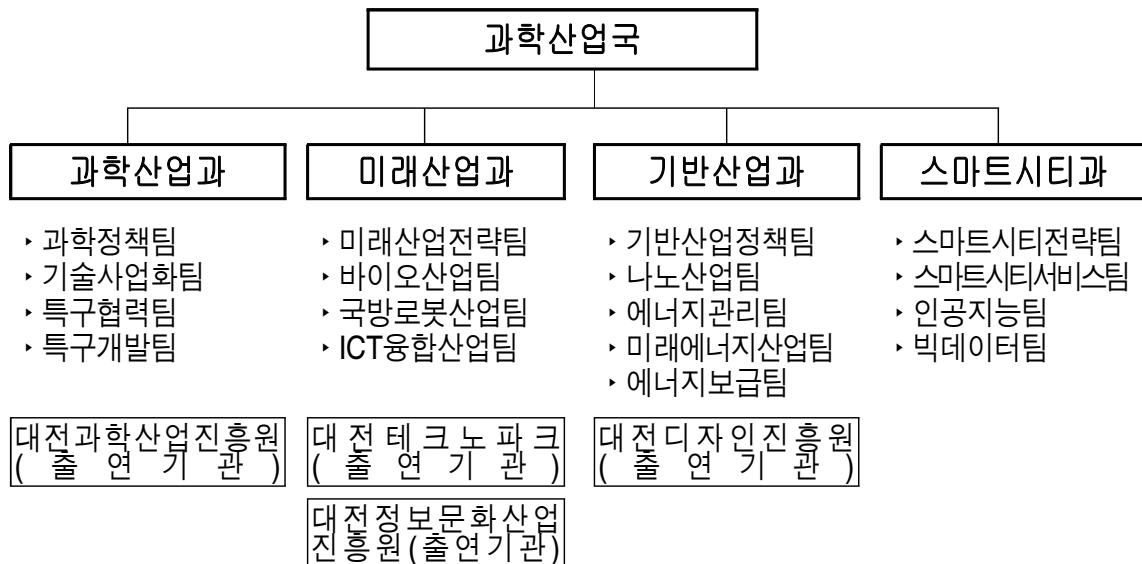 과학산업국
과학산업과
미래산업과
기반산업과
스마트시티과
‣ 과학정책팀
‣ 기술사업화팀
‣ 특구협력팀
‣ 특구개발팀
‣ 미래산업전략팀
‣ 바이오산업팀
‣ 국방로봇산업팀
‣ ICT융합산업팀
‣ 기반산업정책팀
‣ 나노산업팀
‣ 에너지관리팀
‣ 미래에너지산업팀
‣ 에너지보급팀
‣ 스마트시티전략팀
‣ 스마트시티서비스팀
‣ 인공지능팀
‣ 빅데이터팀
대전과학산업진흥원
(출연기관)
대전테크노파크
(출연기관)
대전디자인진흥원
(출연기관)
대전정보문화산업
진흥원(출연기관)